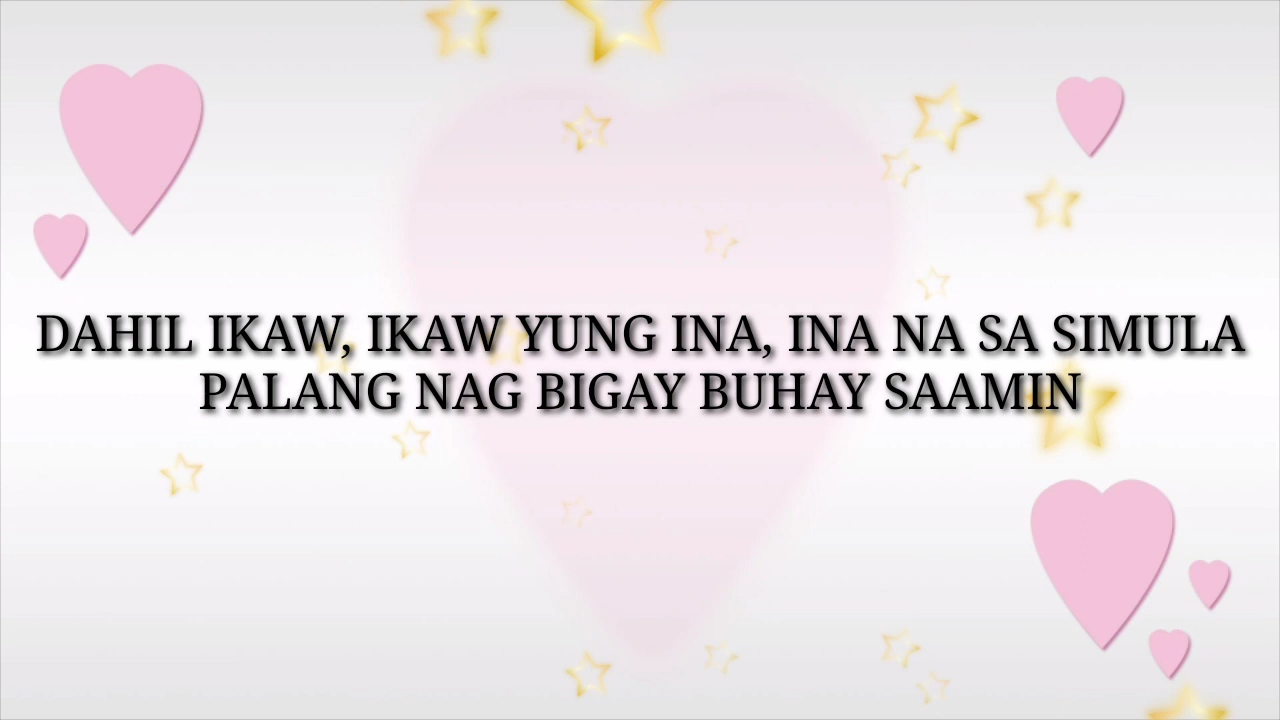 DAHIL IKAW, IKAW YUNG INA, INA NA SA SIMULA
PALANG NAG BIGAY BUHAY SAAMIN